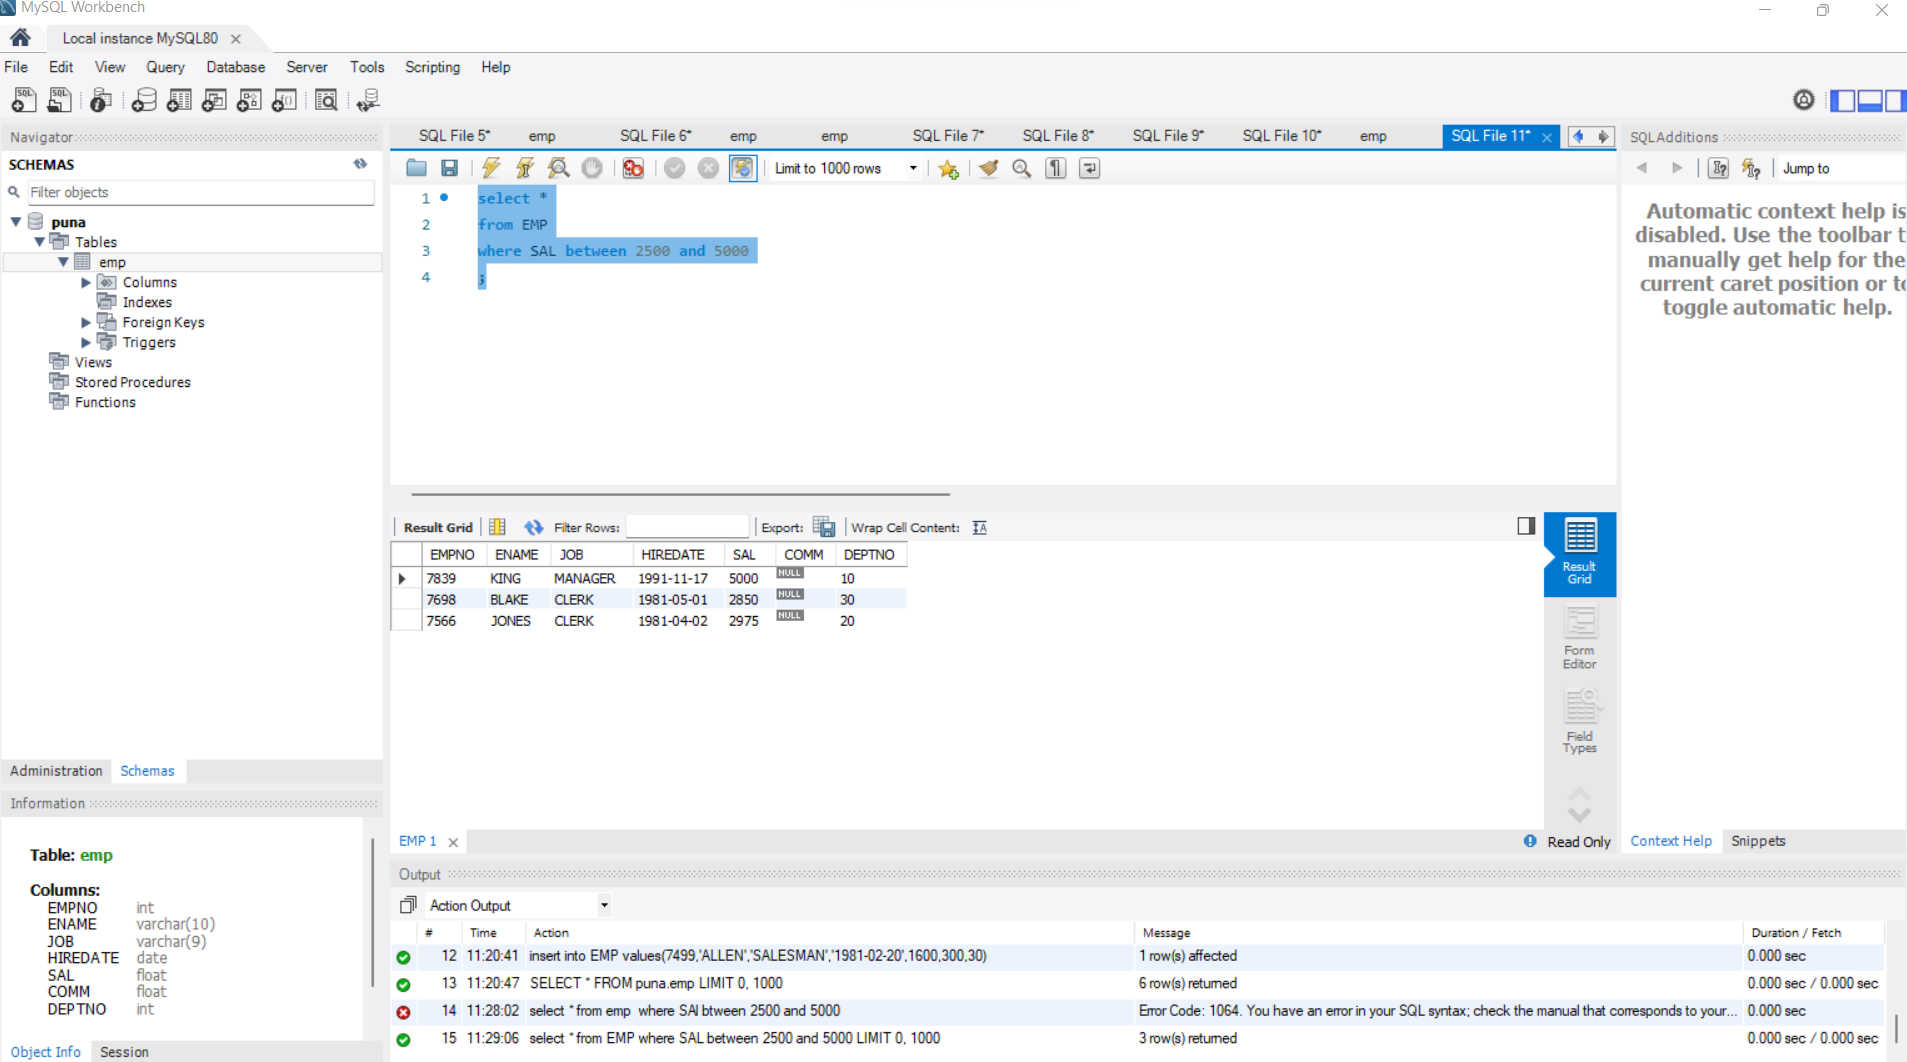 MySQL Workbench
Local instance MySQL80
File Edit View Query Database Server Tools Scripting Help
Navigator
SCHEMAS
Filter objects
puna
Tables
emp
Columns
Indexes
Foreign Keys
Triggers
Views
Stored Procedures
Functions
Administration Schemas
Information
Table: emp
Columns:
EMPNO int
ENAME varchar(10)
JOB varchar(9)
HIREDATE date
SAL float
COMM float
DEPTNO int
Object Info Session
SQL File 5* emp SQL File 6* emp emp SQL File 7* SQL File 8* SQL File 9* SQL File 10* emp SQL File 11*
Limit to 1000 rows
1 select *
2 from EMP
3 where SAL between 2500 and 5000
4 ;
Result Grid Filter Rows: Export: Wrap Cell Content:
EMPNO ENAME JOB HIREDATE SAL COMM DEPTNO
7839 KING MANAGER 1991-11-17 5000 NULL 10
7698 BLAKE CLERK 1981-05-01 2850 NULL 30
7566 JONES CLERK 1981-04-02 2975 NULL 20
Result
Grid
Form
Editor
Field
Types
EMP 1
Read Only
Output
Action Output
# Time Action Message Duration / Fetch
12 11:20:41 insert into EMP values(7499,'ALLEN','SALESMAN','1981-02-20',1600,300,30) 1 row(s) affected 0.000 sec
13 11:20:47 SELECT * FROM puna.emp LIMIT 0, 1000 6 row(s) returned 0.000 sec / 0.000 sec
14 11:28:02 select * from emp where SAl btween 2500 and 5000 Error Code: 1064. You have an error in your SQL syntax; check the manual that corresponds to your... 0.000 sec
15 11:29:06 select * from EMP where SAL between 2500 and 5000 LIMIT 0, 1000 3 row(s) returned 0.000 sec / 0.000 sec
SQLAdditions
Jump to
Automatic context help is
disabled. Use the toolbar t
manually get help for the
current caret position or to
toggle automatic help.
Context Help Snippets